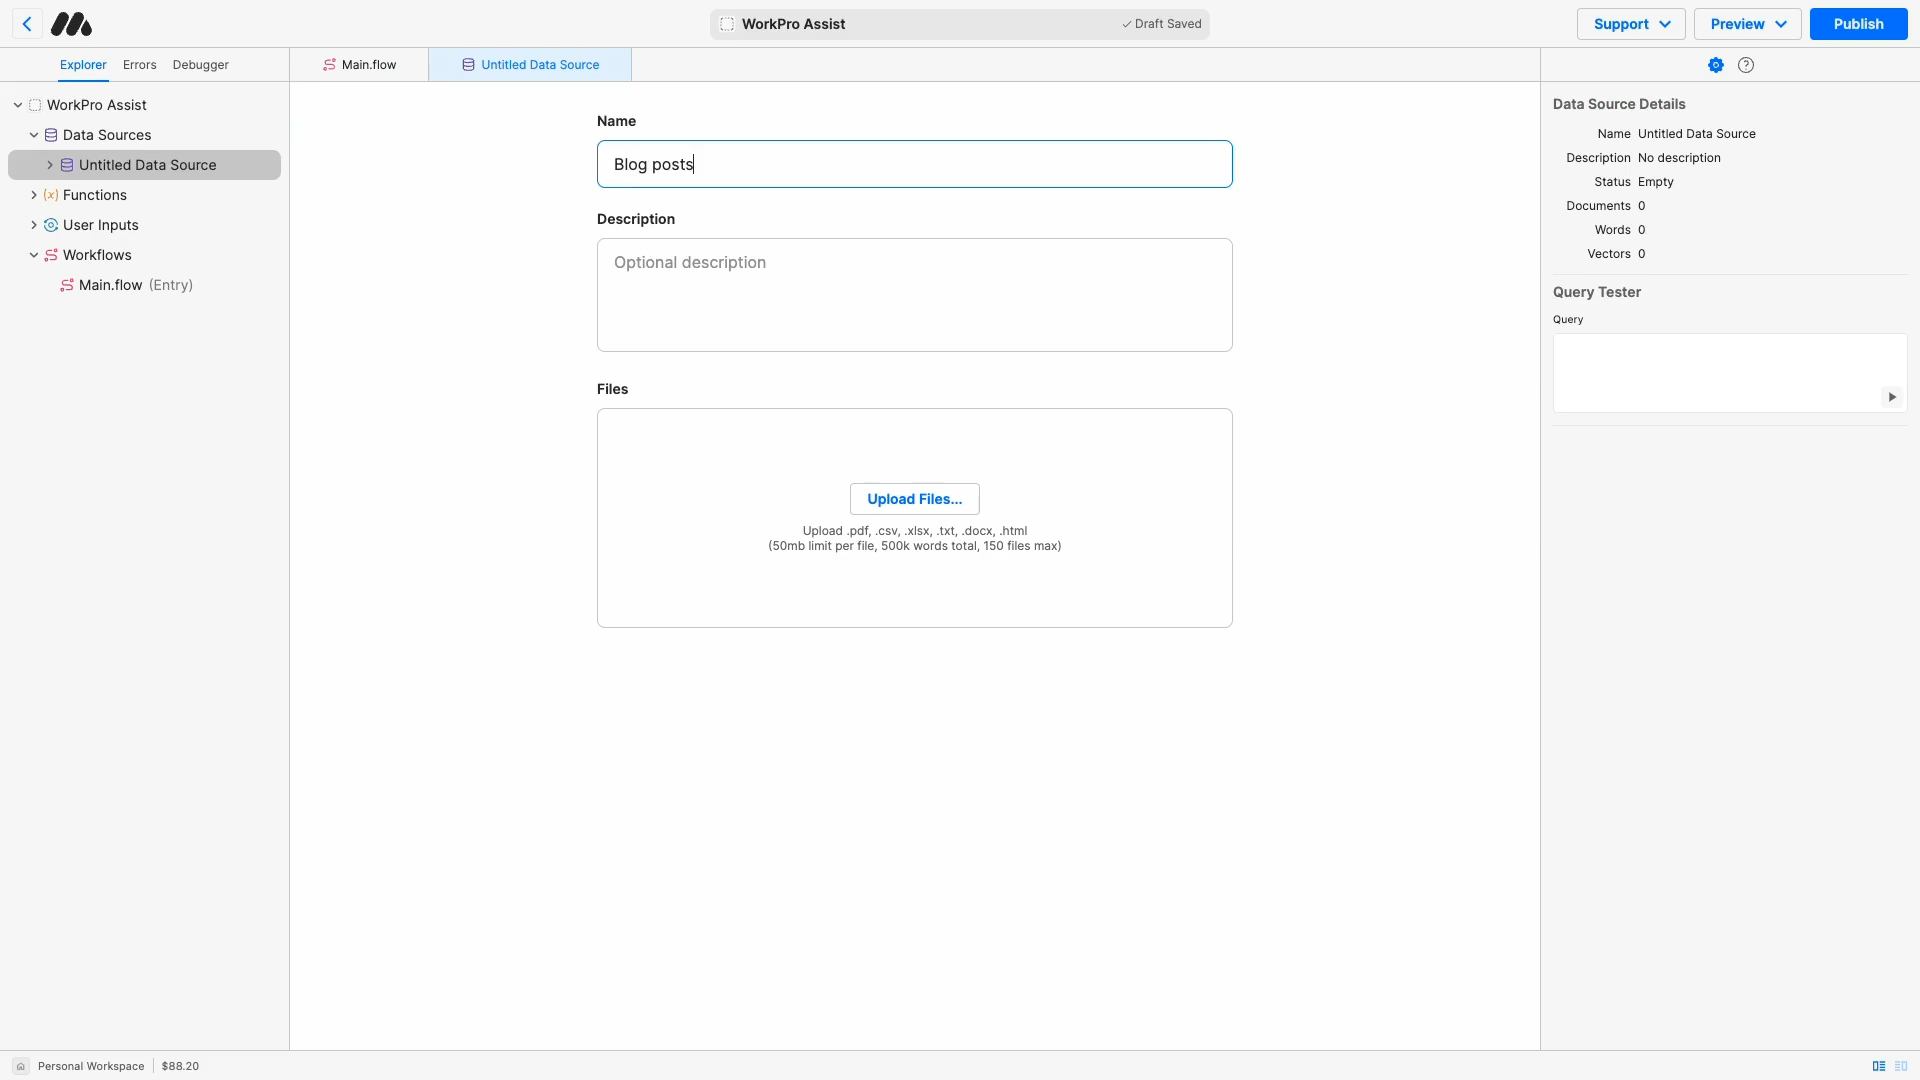 WorkPro Assist
Draft Saved
Support
Preview
Publish
Explorer
Errors
Debugger
Main.flow
Untitled Data Source
WorkPro Assist
Data Sources
Untitled Data Source
(x) Functions
User Inputs
Workflows
Main.flow (Entry)
Name
Blog posts
Description
Optional description
Files
Upload Files...
Upload .pdf, .csv, .xlsx, .txt, .docx, .html
(50mb limit per file, 500k words total, 150 files max)
Data Source Details
Name Untitled Data Source
Description No description
Status Empty
Documents 0
Words 0
Vectors 0
Query Tester
Query
Personal Workspace
$88.20